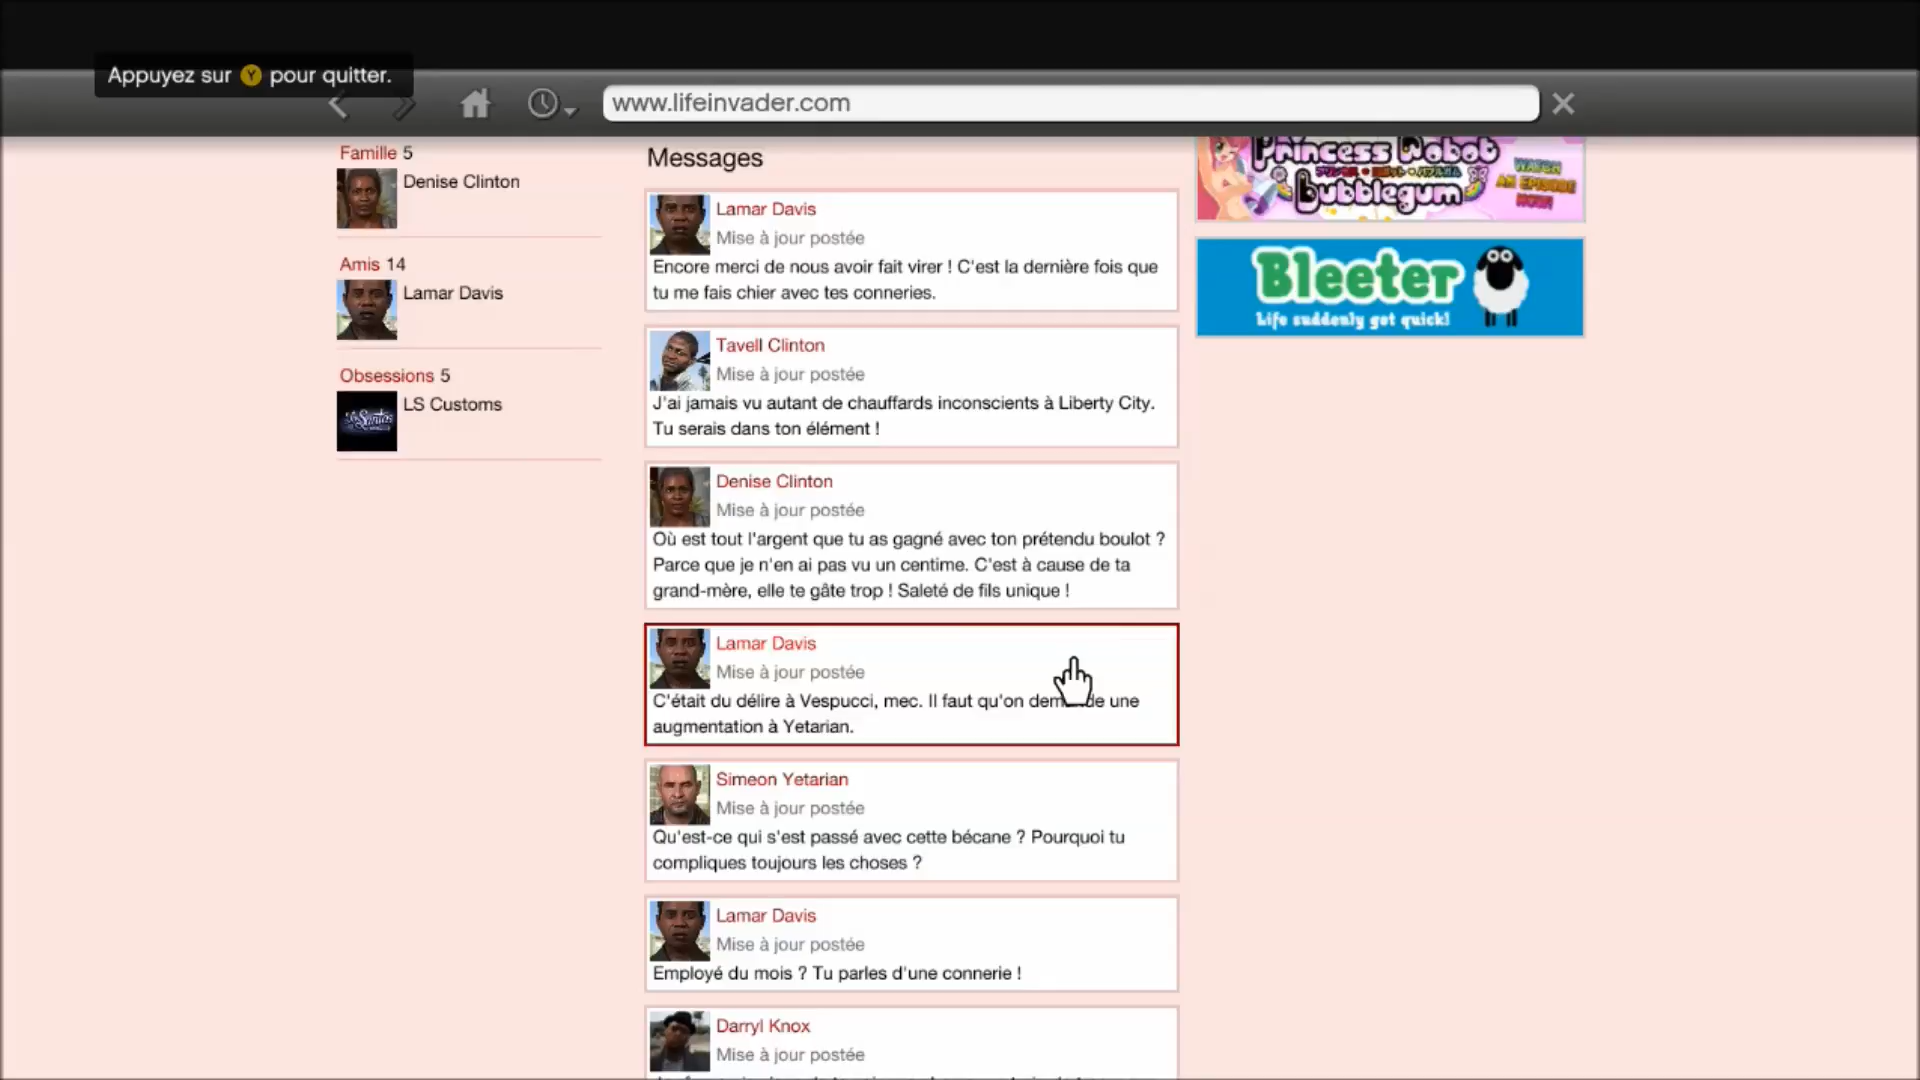 Appuyez sur Y pour quitter.
www.lifeinvader.com
Famille 5
Denise Clinton
Amis 14
Lamar Davis
Obsessions 5
LS Customs
Messages
Lamar Davis
Mise à jour postée
Encore merci de nous avoir fait virer ! C'est la dernière fois que
tu me fais chier avec tes conneries.
Tavell Clinton
Mise à jour postée
J'ai jamais vu autant de chauffards inconscients à Liberty City.
Tu serais dans ton élément !
Denise Clinton
Mise à jour postée
Où est tout l'argent que tu as gagné avec ton prétendu boulot ?
Parce que je n'en ai pas vu un centime. C'est à cause de ta
grand-mère, elle te gâte trop ! Saleté de fils unique !
Lamar Davis
Mise à jour postée
C'était du délire à Vespucci, mec. Il faut qu'on demande une
augmentation à Yetarian.
Simeon Yetarian
Mise à jour postée
Qu'est-ce qui s'est passé avec cette bécane ? Pourquoi tu
compliques toujours les choses ?
Lamar Davis
Mise à jour postée
Employé du mois ? Tu parles d'une connerie !
Darryl Knox
Mise à jour postée
Princess Robot
Bubblegum
WATCH
AN EPISODE
NOW!
Bleeter
Life suddenly got quick!